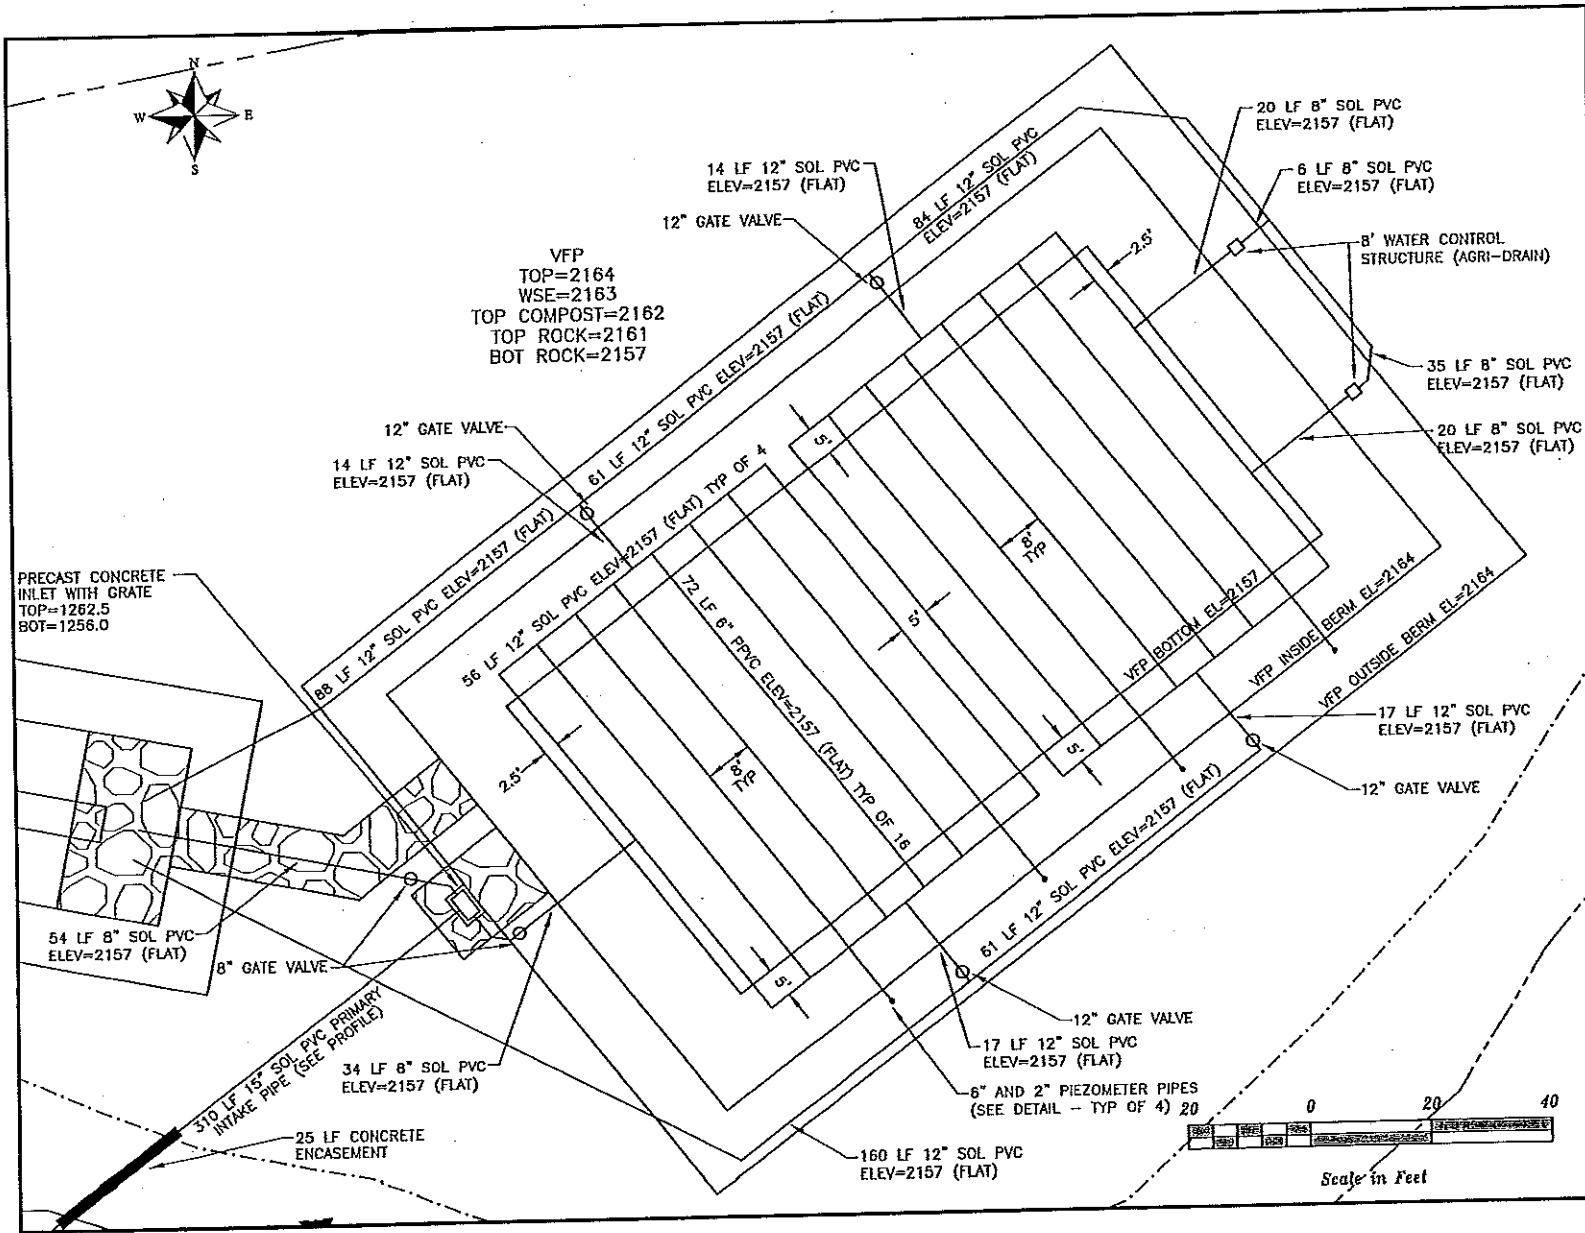 N
W
E
S
VFP
TOP=2164
WSE=2163
TOP COMPOST=2162
TOP ROCK=2161
BOT ROCK=2157
14 LF 12" SOL PVC
ELEV=2157 (FLAT)
12" GATE VALVE
84 LF 12" SOL PVC
ELEV=2157 (FLAT)
20 LF 8" SOL PVC
ELEV=2157 (FLAT)
6 LF 8" SOL PVC
ELEV=2157 (FLAT)
8' WATER CONTROL
STRUCTURE (AGRI-DRAIN)
2.5'
35 LF 8" SOL PVC
ELEV=2157 (FLAT)
20 LF 8" SOL PVC
ELEV=2157 (FLAT)
12" GATE VALVE
14 LF 12" SOL PVC
ELEV=2157 (FLAT)
61 LF 12" SOL PVC ELEV=2157 (FLAT)
88 LF 12" SOL PVC ELEV=2157 (FLAT)
56 LF 12" SOL PVC ELEV=2157 (FLAT) TYP OF 4
5'
8'
TYP
72 LF 6" PPVC ELEV=2157 (FLAT) TYP OF 16
5'
PRECAST CONCRETE
INLET WITH GRATE
TOP=1262.5
BOT=1256.0
2.5'
8'
TYP
5'
5'
VFP BOTTOM EL=2157
VFP INSIDE BERM EL=2164
VFP OUTSIDE BERM EL=2164
17 LF 12" SOL PVC
ELEV=2157 (FLAT)
12" GATE VALVE
61 LF 12" SOL PVC ELEV=2157 (FLAT)
54 LF 8" SOL PVC
ELEV=2157 (FLAT)
8" GATE VALVE
34 LF 8" SOL PVC
ELEV=2157 (FLAT)
310 LF 15" SOL PVC PRIMARY
INTAKE PIPE (SEE PROFILE)
25 LF CONCRETE
ENCASEMENT
12" GATE VALVE
17 LF 12" SOL PVC
ELEV=2157 (FLAT)
6" AND 2" PIEZOMETER PIPES
(SEE DETAIL - TYP OF 4)
160 LF 12" SOL PVC
ELEV=2157 (FLAT)
20 0 20 40
Scale in Feet